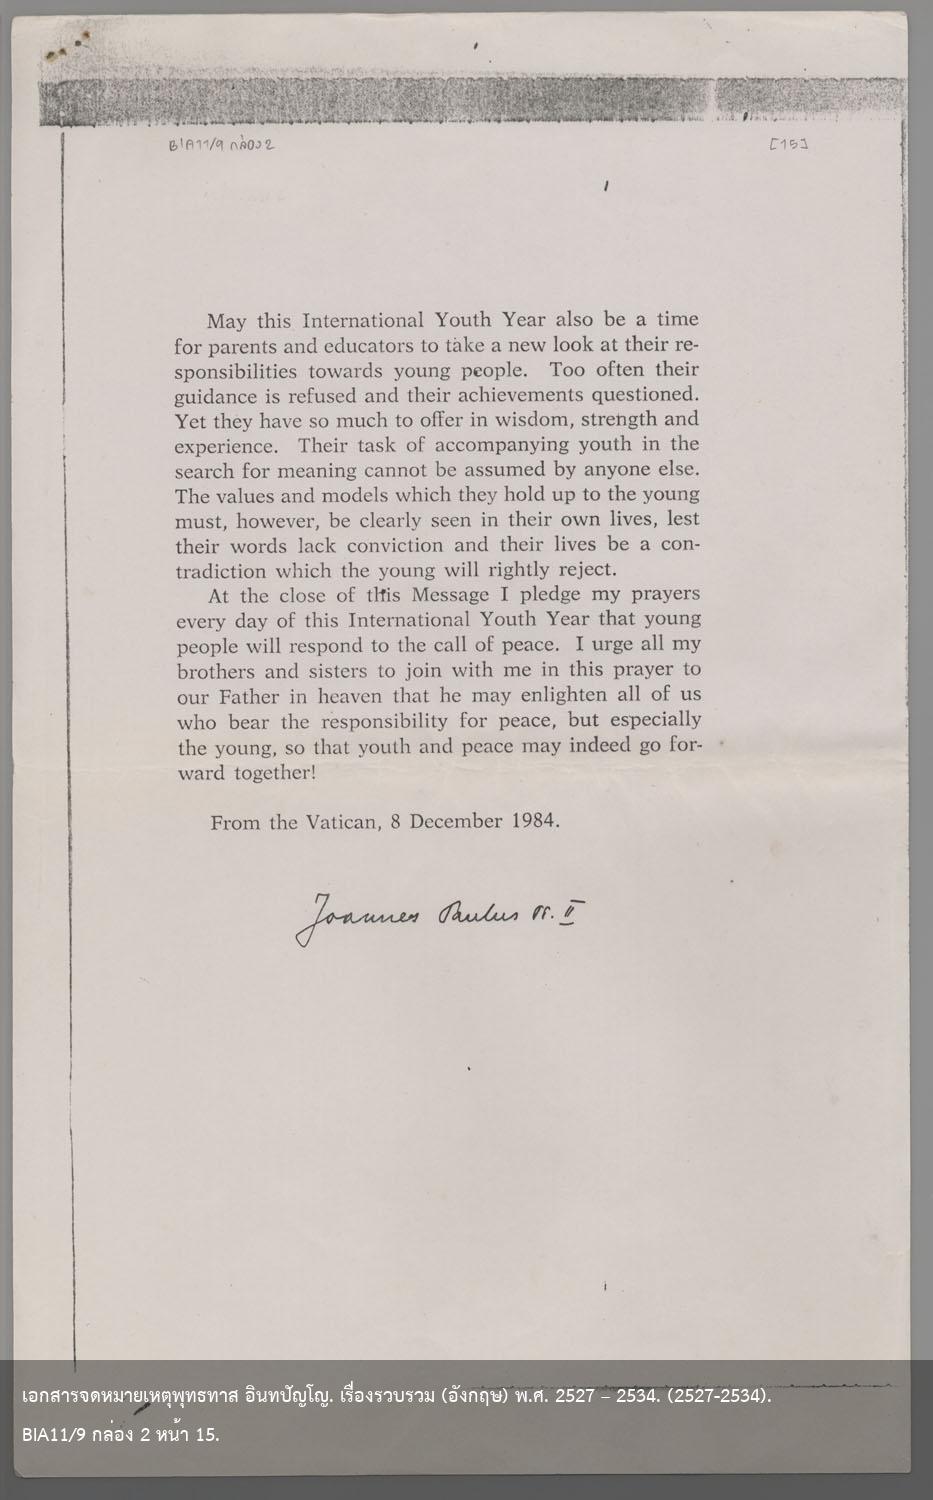 BIA11/9 กล่อง 2
[15]
May this International Youth Year also be a time
for parents and educators to take a new look at their re-
sponsibilities towards young people. Too often their
guidance is refused and their achievements questioned.
Yet they have so much to offer in wisdom, strength and
experience. Their task of accompanying youth in the
search for meaning cannot be assumed by anyone else.
The values and models which they hold up to the young
must, however, be clearly seen in their own lives, lest
their words lack conviction and their lives be a con-
tradiction which the young will rightly reject.
At the close of this Message I pledge my prayers
every day of this International Youth Year that young
people will respond to the call of peace. I urge all my
brothers and sisters to join with me in this prayer to
our Father in heaven that he may enlighten all of us
who bear the responsibility for peace, but especially
the young, so that youth and peace may indeed go for-
ward together!
From the Vatican, 8 December 1984.
Joannes Paulus PP. II
เอกสารจดหมายเหตุพุทธทาส อินทปัญโญ. เรื่องรวบรวม (อังกฤษ) พ.ศ. 2527 – 2534. (2527-2534).
BIA11/9 กล่อง 2 หน้า 15.